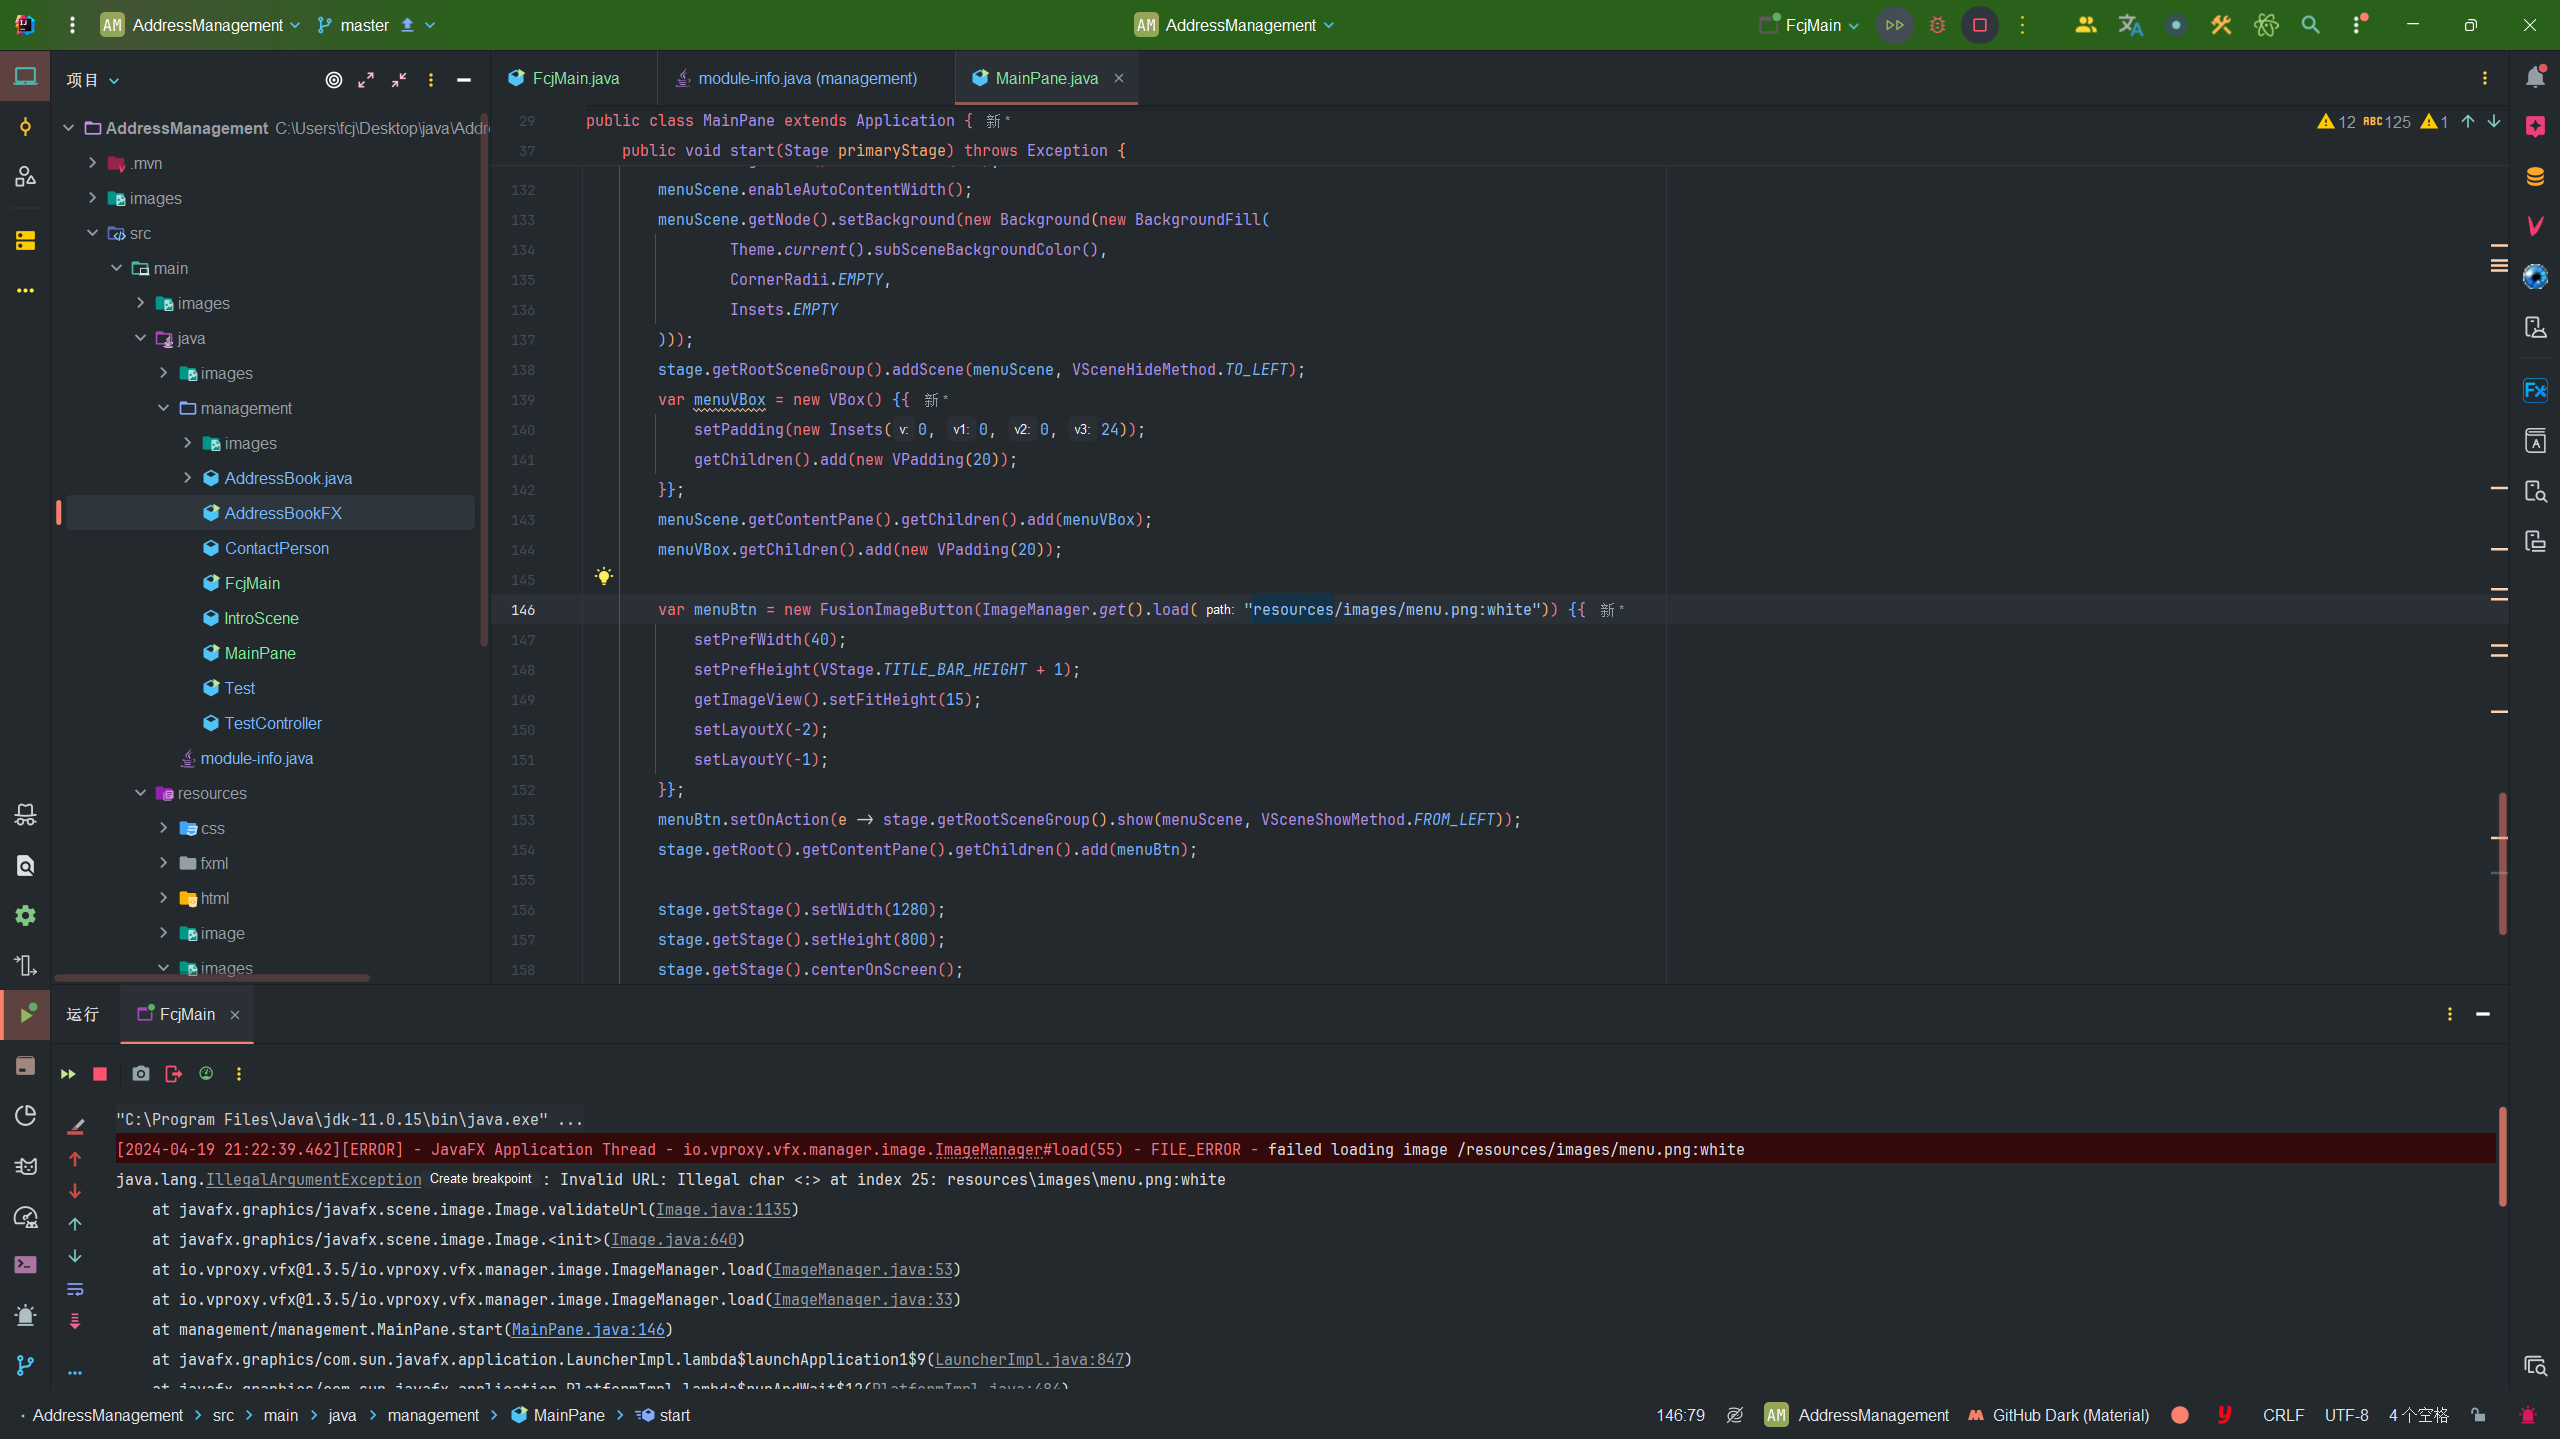 AM AddressManagement master
AM AddressManagement
FcjMain
项目
FcjMain.java
module-info.java (management)
MainPane.java
AddressManagement C:\Users\fcj\Desktop\java\Addr
.mvn
images
src
main
images
java
images
management
images
AddressBook.java
AddressBookFX
ContactPerson
FcjMain
IntroScene
MainPane
Test
TestController
module-info.java
resources
css
fxml
html
image
images
12 ABC 125 1
29 public class MainPane extends Application { 新 *
37 public void start(Stage primaryStage) throws Exception {
132 menuScene.enableAutoContentWidth();
133 menuScene.getNode().setBackground(new Background(new BackgroundFill(
134 Theme.current().subSceneBackgroundColor(),
135 CornerRadii.EMPTY,
136 Insets.EMPTY
137 )));
138 stage.getRootSceneGroup().addScene(menuScene, VSceneHideMethod.TO_LEFT);
139 var menuVBox = new VBox() {{ 新 *
140 setPadding(new Insets( v: 0, v1: 0, v2: 0, v3: 24));
141 getChildren().add(new VPadding(20));
142 }};
143 menuScene.getContentPane().getChildren().add(menuVBox);
144 menuVBox.getChildren().add(new VPadding(20));
145
146 var menuBtn = new FusionImageButton(ImageManager.get().load( path: "resources/images/menu.png:white")) {{ 新 *
147 setPrefWidth(40);
148 setPrefHeight(VStage.TITLE_BAR_HEIGHT + 1);
149 getImageView().setFitHeight(15);
150 setLayoutX(-2);
151 setLayoutY(-1);
152 }};
153 menuBtn.setOnAction(e -> stage.getRootSceneGroup().show(menuScene, VSceneShowMethod.FROM_LEFT));
154 stage.getRoot().getContentPane().getChildren().add(menuBtn);
155
156 stage.getStage().setWidth(1280);
157 stage.getStage().setHeight(800);
158 stage.getStage().centerOnScreen();
Fx
运行 FcjMain
"C:\Program Files\Java\jdk-11.0.15\bin\java.exe" ...
[2024-04-19 21:22:39.462][ERROR] - JavaFX Application Thread - io.vproxy.vfx.manager.image.ImageManager#load(55) - FILE_ERROR - failed loading image /resources/images/menu.png:white
java.lang.IllegalArgumentException Create breakpoint : Invalid URL: Illegal char <:> at index 25: resources\images\menu.png:white
at javafx.graphics/javafx.scene.image.Image.validateUrl(Image.java:1135)
at javafx.graphics/javafx.scene.image.Image.<init>(Image.java:640)
at io.vproxy.vfx@1.3.5/io.vproxy.vfx.manager.image.ImageManager.load(ImageManager.java:53)
at io.vproxy.vfx@1.3.5/io.vproxy.vfx.manager.image.ImageManager.load(ImageManager.java:33)
at management/management.MainPane.start(MainPane.java:146)
at javafx.graphics/com.sun.javafx.application.LauncherImpl.lambda$launchApplication1$9(LauncherImpl.java:847)
at javafx.graphics/com.sun.javafx.application.PlatformImpl.lambda$runAndWait$12(PlatformImpl.java:484)
AddressManagement > src > main > java > management > MainPane > start
146:79 AM AddressManagement GitHub Dark (Material) CRLF UTF-8 4 个空格